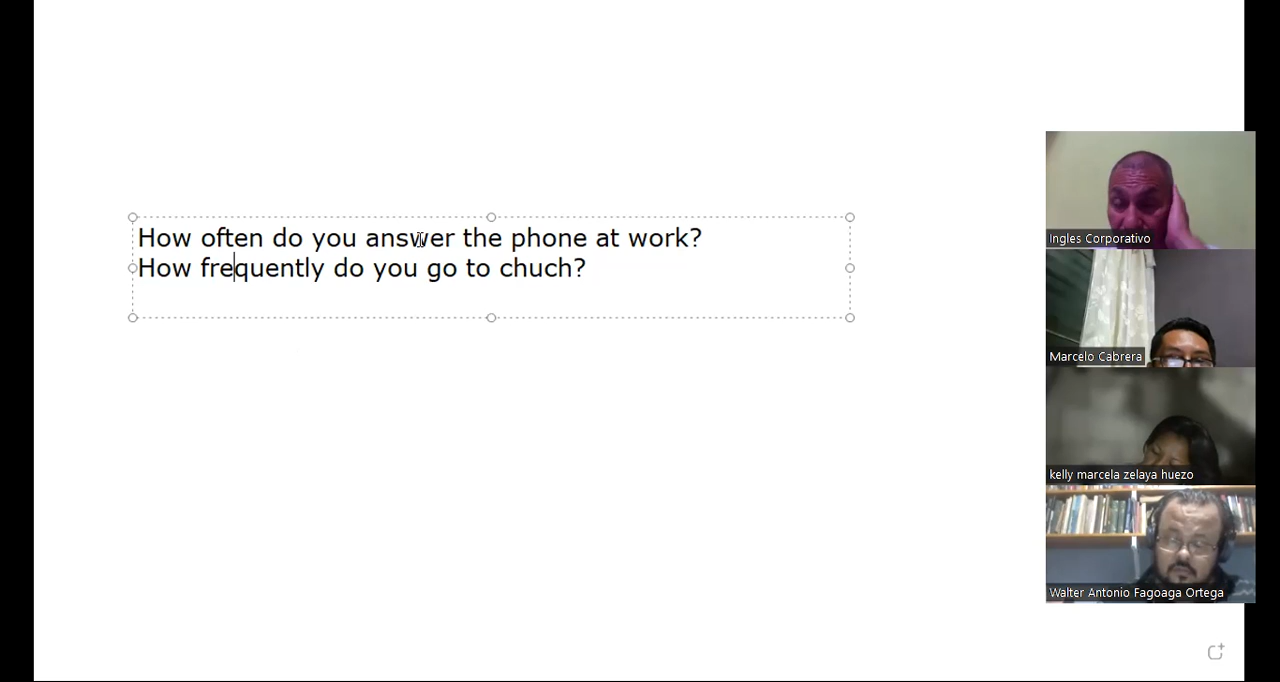 How often do you answer the phone at work?
How frequently do you go to chuch?
Ingles Corporativo
Marcelo Cabrera
kelly marcela zelaya huezo
Walter Antonio Fagoaga Ortega